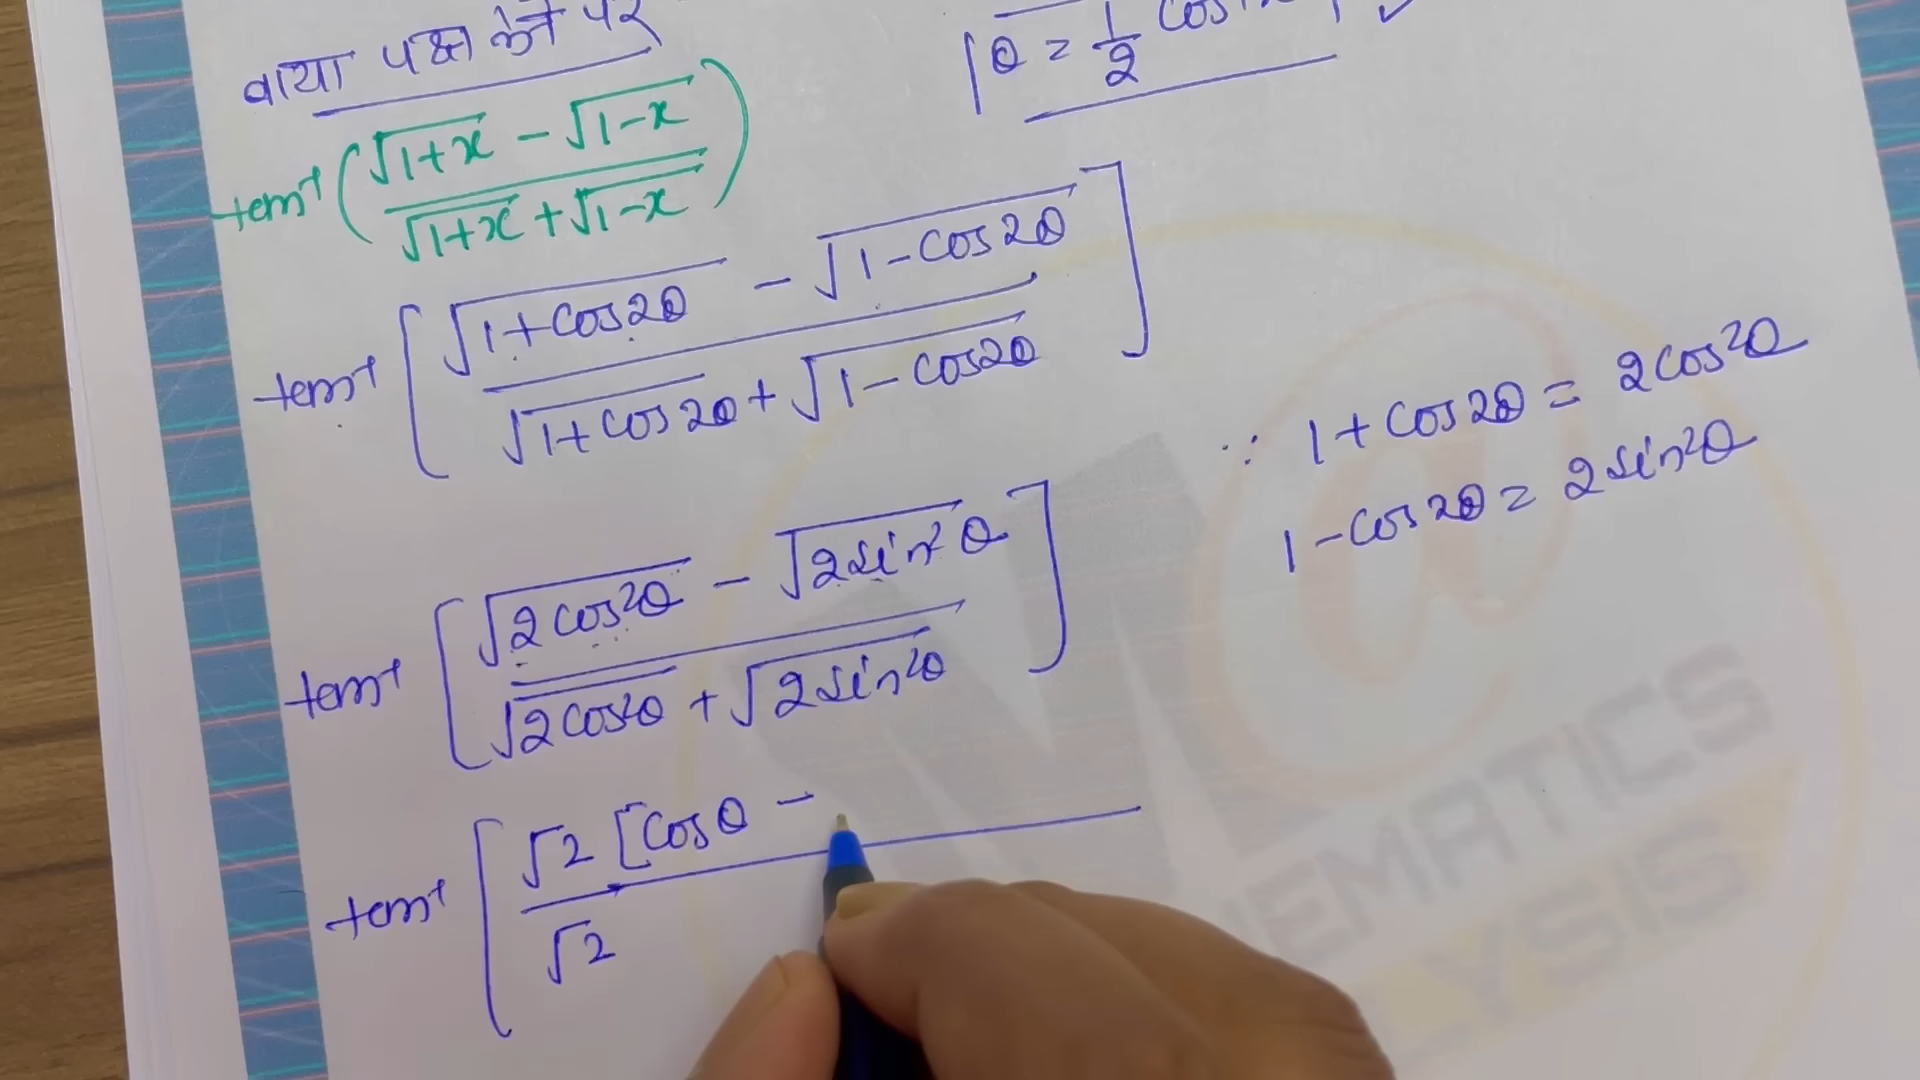 वाया पक्ष लेने पर
θ = 1/2 cos⁻¹x
tan⁻¹ ( (√1+x − √1−x) / (√1+x + √1−x) )
tan⁻¹ [ (√1+cos2θ − √1−cos2θ) / (√1+cos2θ + √1−cos2θ) ]
∵ 1+cos2θ = 2cos²θ
1−cos2θ = 2sin²θ
tan⁻¹ [ (√2cos²θ − √2sin²θ) / (√2cos²θ + √2sin²θ) ]
tan⁻¹ [ √2 [cosθ − / √2